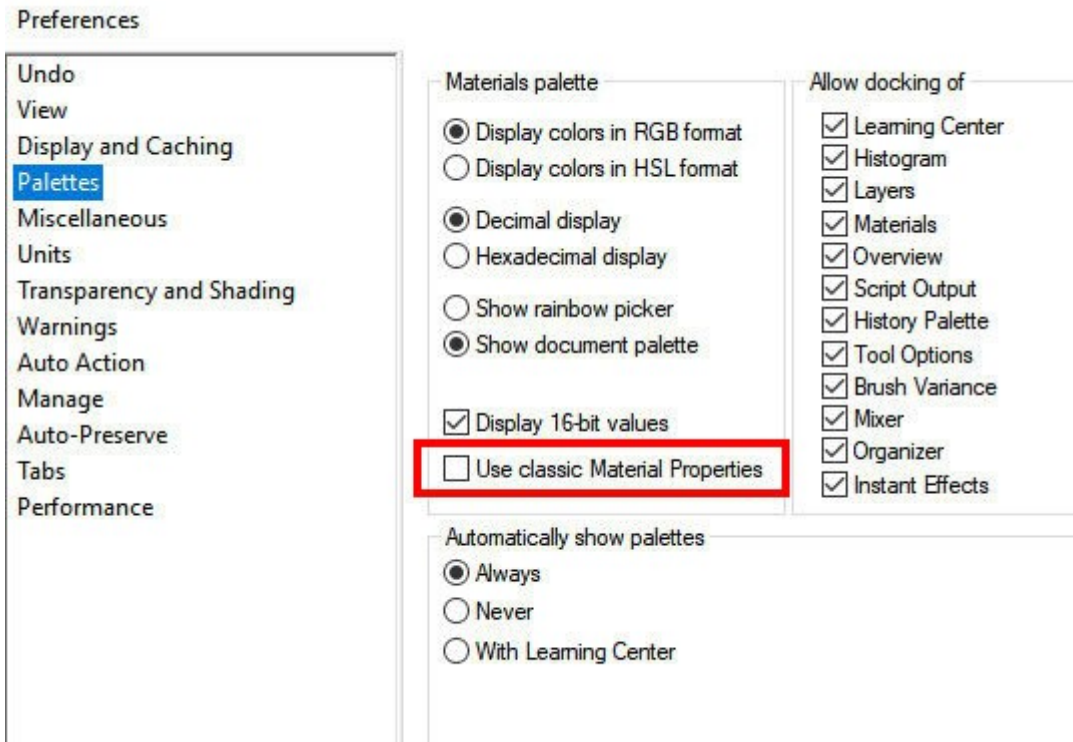 Preferences
Undo
View
Display and Caching
Palettes
Miscellaneous
Units
Transparency and Shading
Warnings
Auto Action
Manage
Auto-Preserve
Tabs
Performance
Materials palette
Display colors in RGB format
Display colors in HSL format
Decimal display
Hexadecimal display
Show rainbow picker
Show document palette
Display 16-bit values
Use classic Material Properties
Allow docking of
Learning Center
Histogram
Layers
Materials
Overview
Script Output
History Palette
Tool Options
Brush Variance
Mixer
Organizer
Instant Effects
Automatically show palettes
Always
Never
With Learning Center